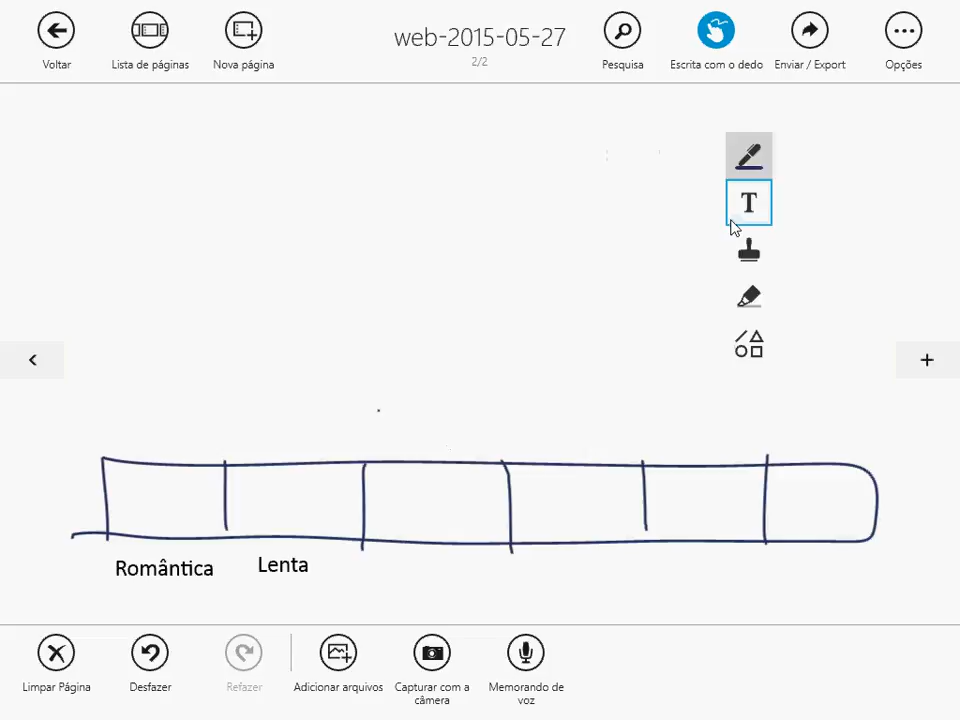 Voltar
Lista de páginas
Nova página
web-2015-05-27
2/2
Pesquisa
Escrita com o dedo
Enviar / Export
Opções
T
Romântica
Lenta
Limpar Página
Desfazer
Refazer
Adicionar arquivos
Capturar com a
câmera
Memorando de
voz